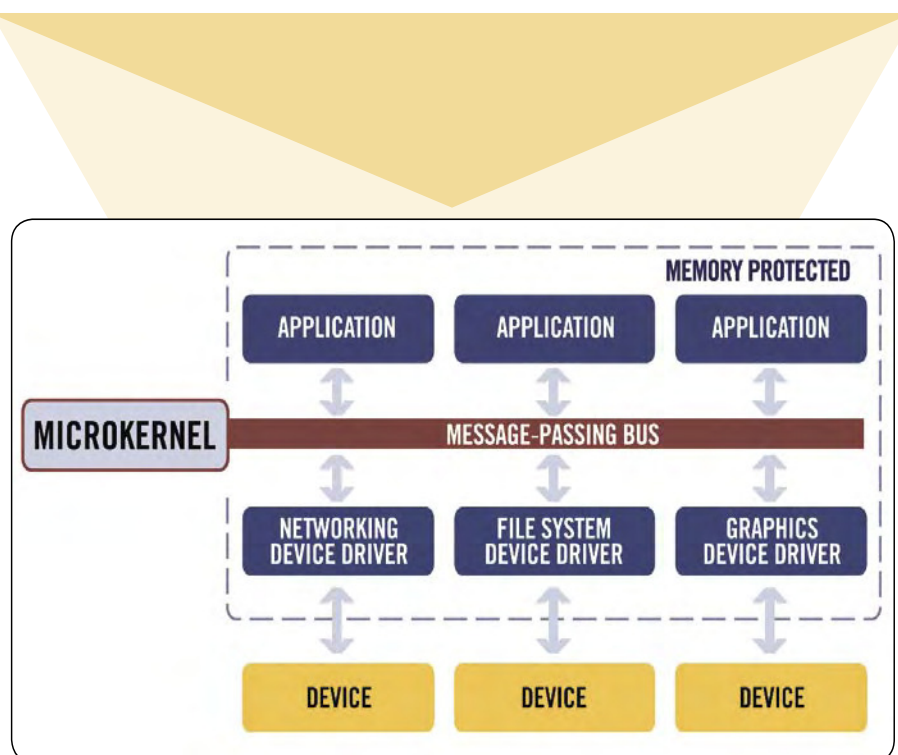 MEMORY PROTECTED
APPLICATION
APPLICATION
APPLICATION
MICROKERNEL
MESSAGE-PASSING BUS
NETWORKING
DEVICE DRIVER
FILE SYSTEM
DEVICE DRIVER
GRAPHICS
DEVICE DRIVER
DEVICE
DEVICE
DEVICE